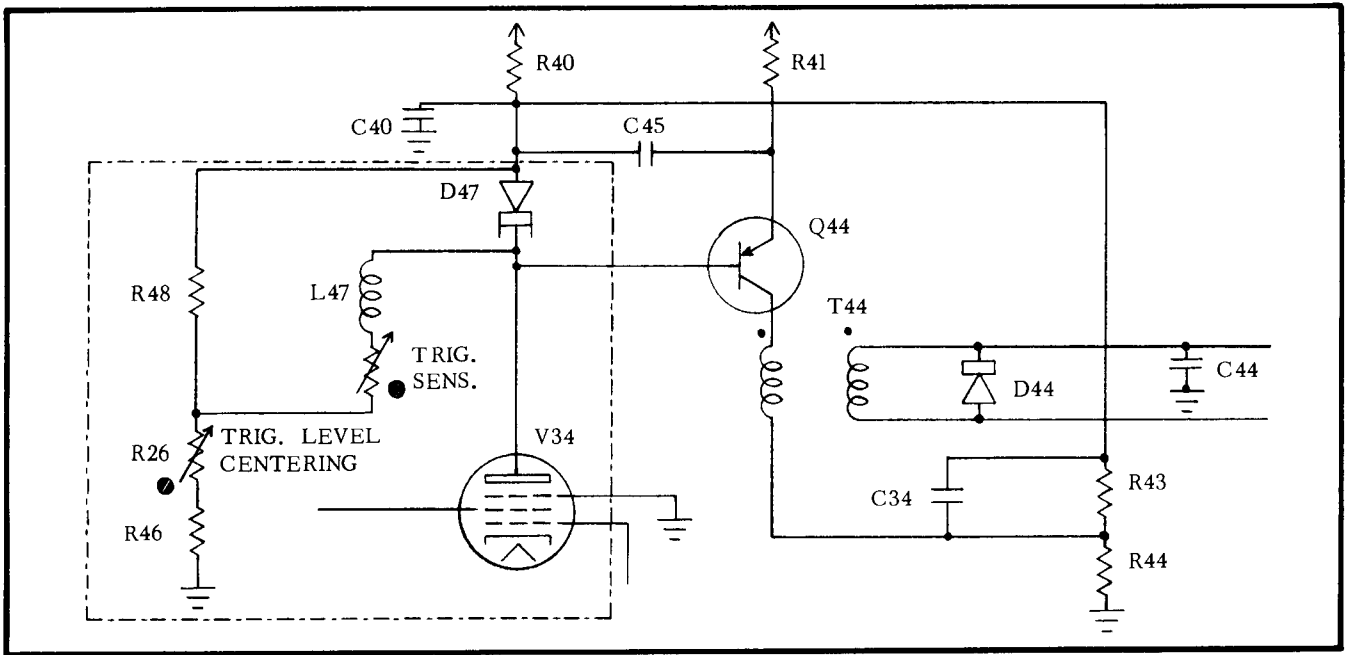 R40
R41
C40
C45
D47
Q44
R48
L47
T44
TRIG.
SENS.
D44
C44
TRIG. LEVEL
CENTERING
R26
V34
C34
R43
R46
R44